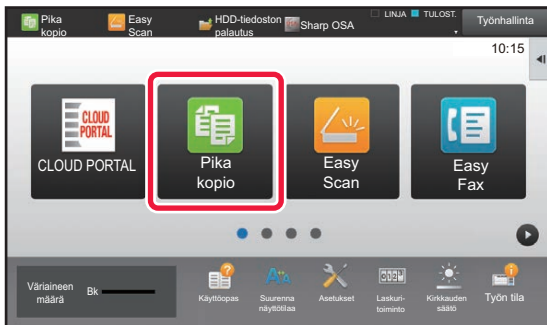 Pika kopio
Easy Scan
HDD-tiedoston palautus
Sharp OSA
LINJA
TULOST.
Työnhallinta
10:15
CLOUD PORTAL
CLOUD PORTAL
Pika kopio
Easy Scan
Easy Fax
Väriaineen määrä
Bk
Käyttöopas
Suurenna näyttötilaa
Asetukset
Laskuri-toiminto
Kirkkauden säätö
Työn tila